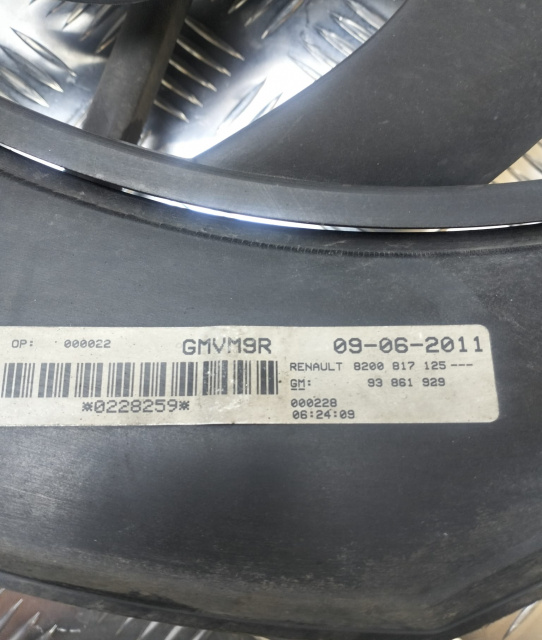 OP: 000022 GMVM9R 09-06-2011
RENAULT 8200 817 125 ---
GM: 93 861 929
*0228259*
000228
06:24:09